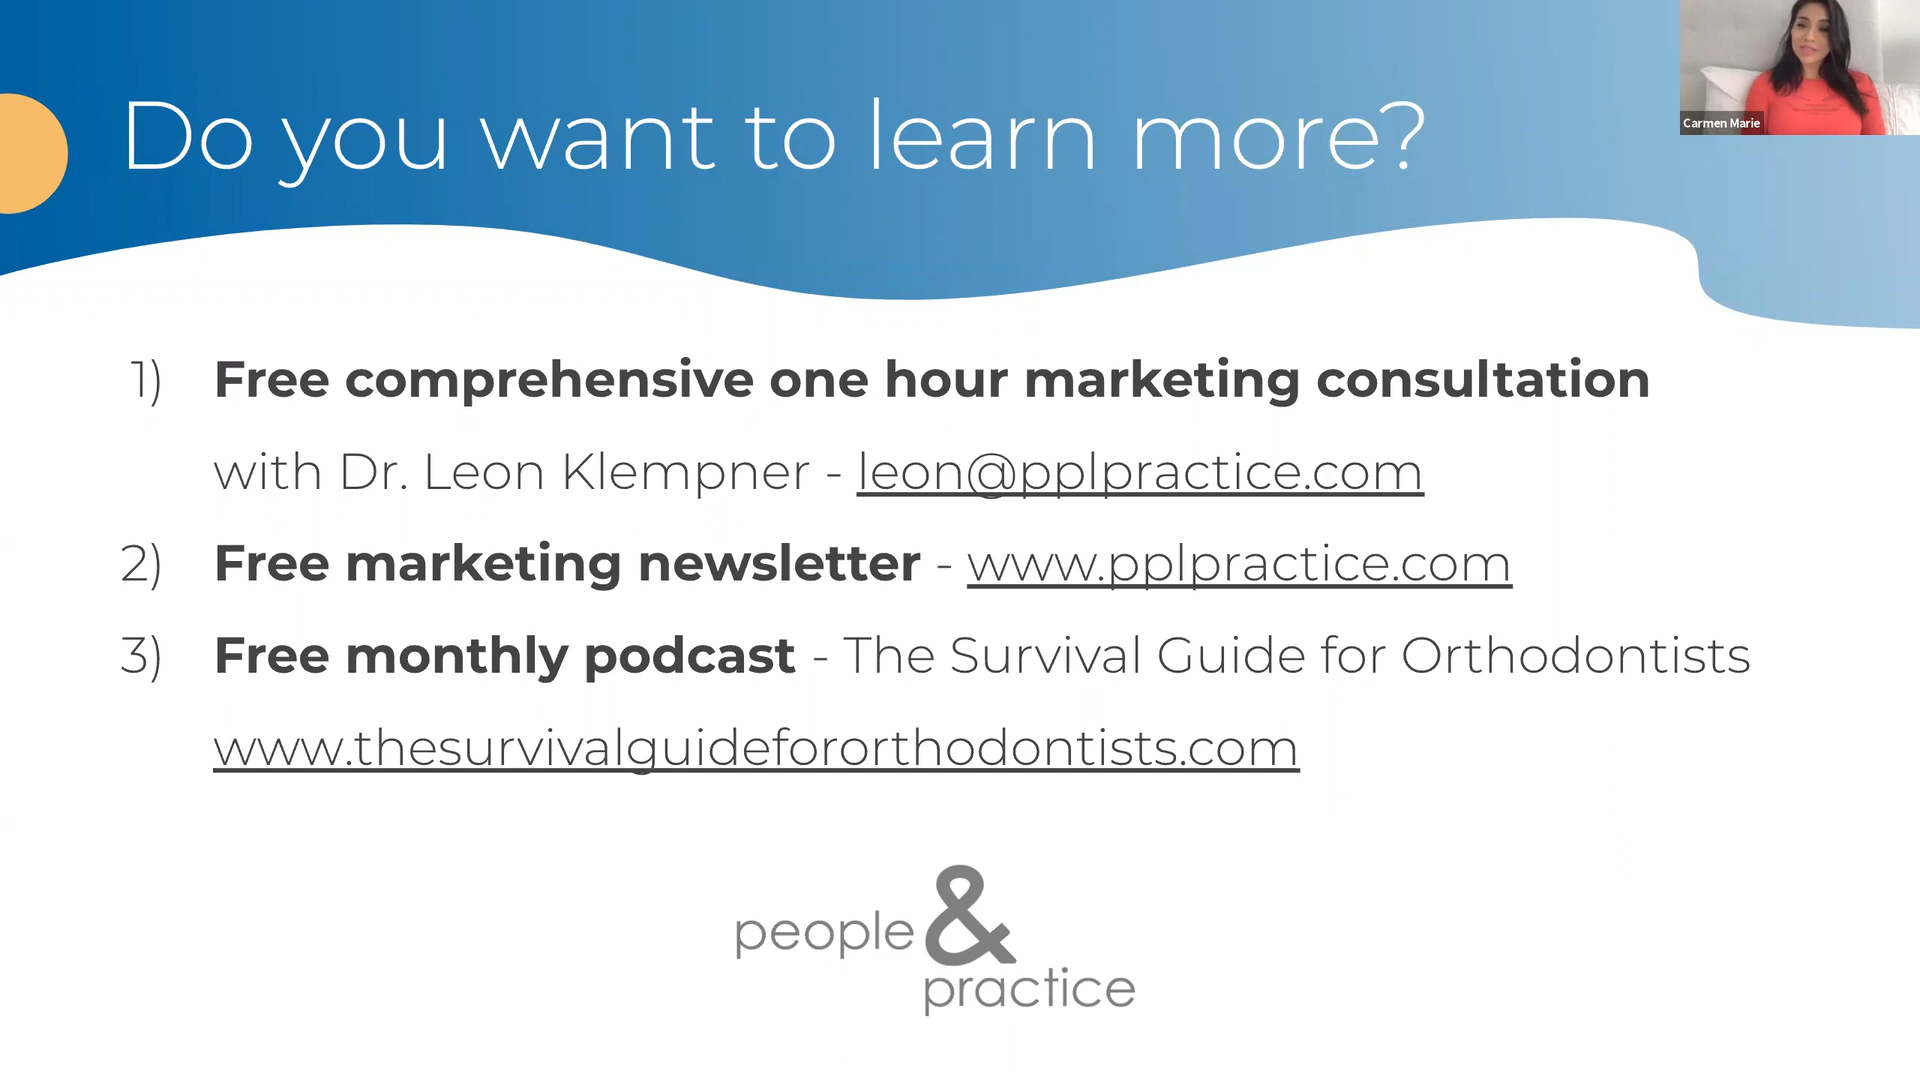 Do you want to learn more?
Carmen Marie
1) Free comprehensive one hour marketing consultation
with Dr. Leon Klempner - leon@pplpractice.com
2) Free marketing newsletter - www.pplpractice.com
3) Free monthly podcast - The Survival Guide for Orthodontists
www.thesurvivalguidefororthodontists.com
people &
practice